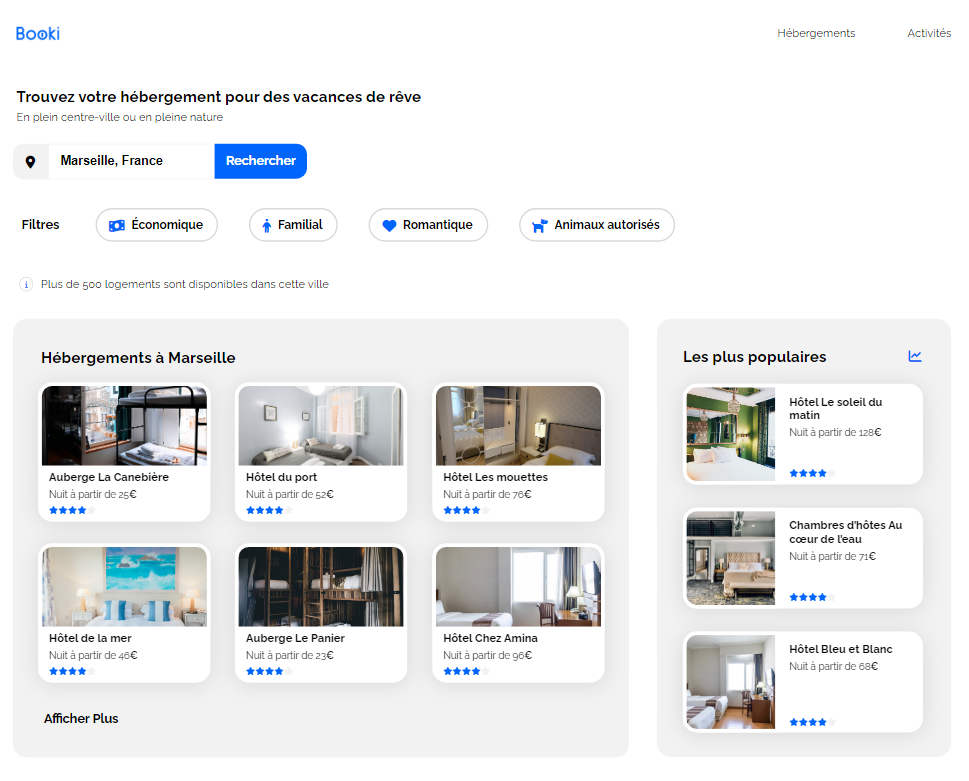 Booki
Hébergements
Activités
Trouvez votre hébergement pour des vacances de rêve
En plein centre-ville ou en pleine nature
Marseille, France
Rechercher
Filtres
Économique
Familial
Romantique
Animaux autorisés
Plus de 500 logements sont disponibles dans cette ville
Hébergements à Marseille
Auberge La Canebière
Nuit à partir de 25€
Hôtel du port
Nuit à partir de 52€
Hôtel Les mouettes
Nuit à partir de 76€
Hôtel de la mer
Nuit à partir de 46€
Auberge Le Panier
Nuit à partir de 23€
Hôtel Chez Amina
Nuit à partir de 96€
Afficher Plus
Les plus populaires
Hôtel Le soleil du
matin
Nuit à partir de 128€
Chambres d'hôtes Au
cœur de l'eau
Nuit à partir de 71€
Hôtel Bleu et Blanc
Nuit à partir de 68€